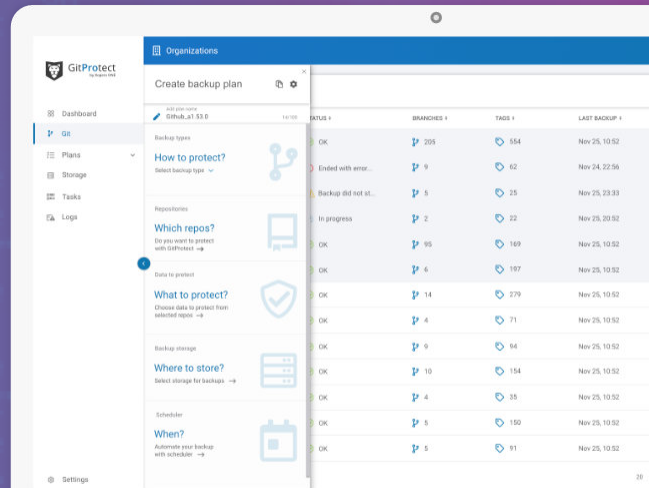 GitProtect
Organizations
Create backup plan
Add plan name
Github_a1.53.0
Dashboard
Git
Plans
Storage
Tasks
Logs
Settings
Backup types
How to protect?
Select backup type
Repositories
Which repos?
Do you want to protect
with GitProtect
Data to protect
What to protect?
Choose data to protect from
selected repos
Backup storage
Where to store?
Select storage for backups
Scheduler
When?
Automate your backup
with scheduler
TATUS BRANCHES TAGS LAST BACKUP
OK 205 554 Nov 25, 10:52
Ended with error... 9 62 Nov 24, 22:56
Backup did not st... 5 25 Nov 25, 23:33
In progress 2 22 Nov 25, 20:52
OK 95 169 Nov 25, 10:52
OK 6 197 Nov 25, 10:52
OK 14 279 Nov 25, 10:52
OK 4 71 Nov 25, 10:52
OK 9 94 Nov 25, 10:52
OK 10 154 Nov 25, 10:52
OK 4 35 Nov 25, 10:52
OK 5 150 Nov 25, 10:52
OK 5 91 Nov 25, 10:52
20